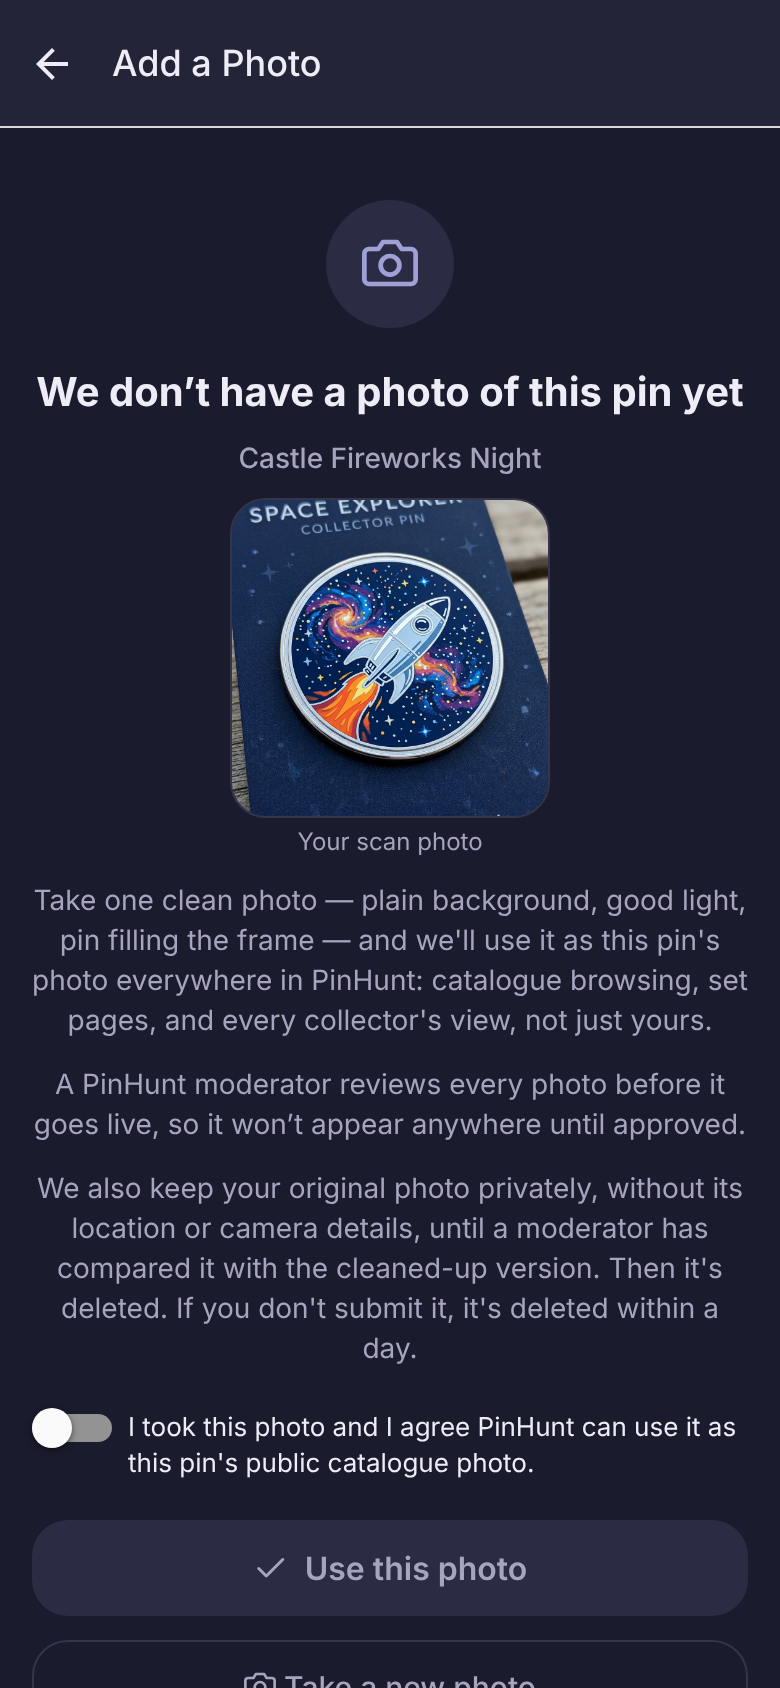 Add a Photo
We don’t have a photo of this pin yet
Castle Fireworks Night
SPACE EXPLORER
COLLECTOR PIN
Your scan photo
Take one clean photo — plain background, good light,
pin filling the frame — and we'll use it as this pin's
photo everywhere in PinHunt: catalogue browsing, set
pages, and every collector's view, not just yours.
A PinHunt moderator reviews every photo before it
goes live, so it won’t appear anywhere until approved.
We also keep your original photo privately, without its
location or camera details, until a moderator has
compared it with the cleaned-up version. Then it's
deleted. If you don't submit it, it's deleted within a
day.
I took this photo and I agree PinHunt can use it as
this pin's public catalogue photo.
Use this photo
Take a new photo